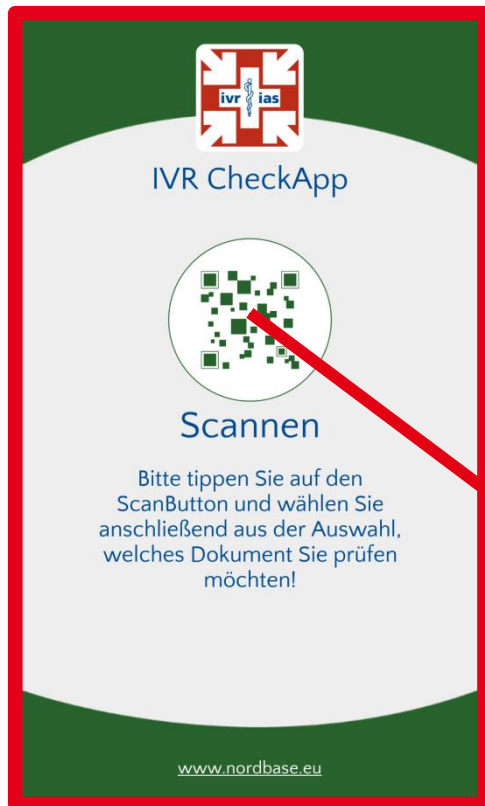 ivr ias
IVR CheckApp
Scannen
Bitte tippen Sie auf den
ScanButton und wählen Sie
anschließend aus der Auswahl,
welches Dokument Sie prüfen
möchten!
www.nordbase.eu